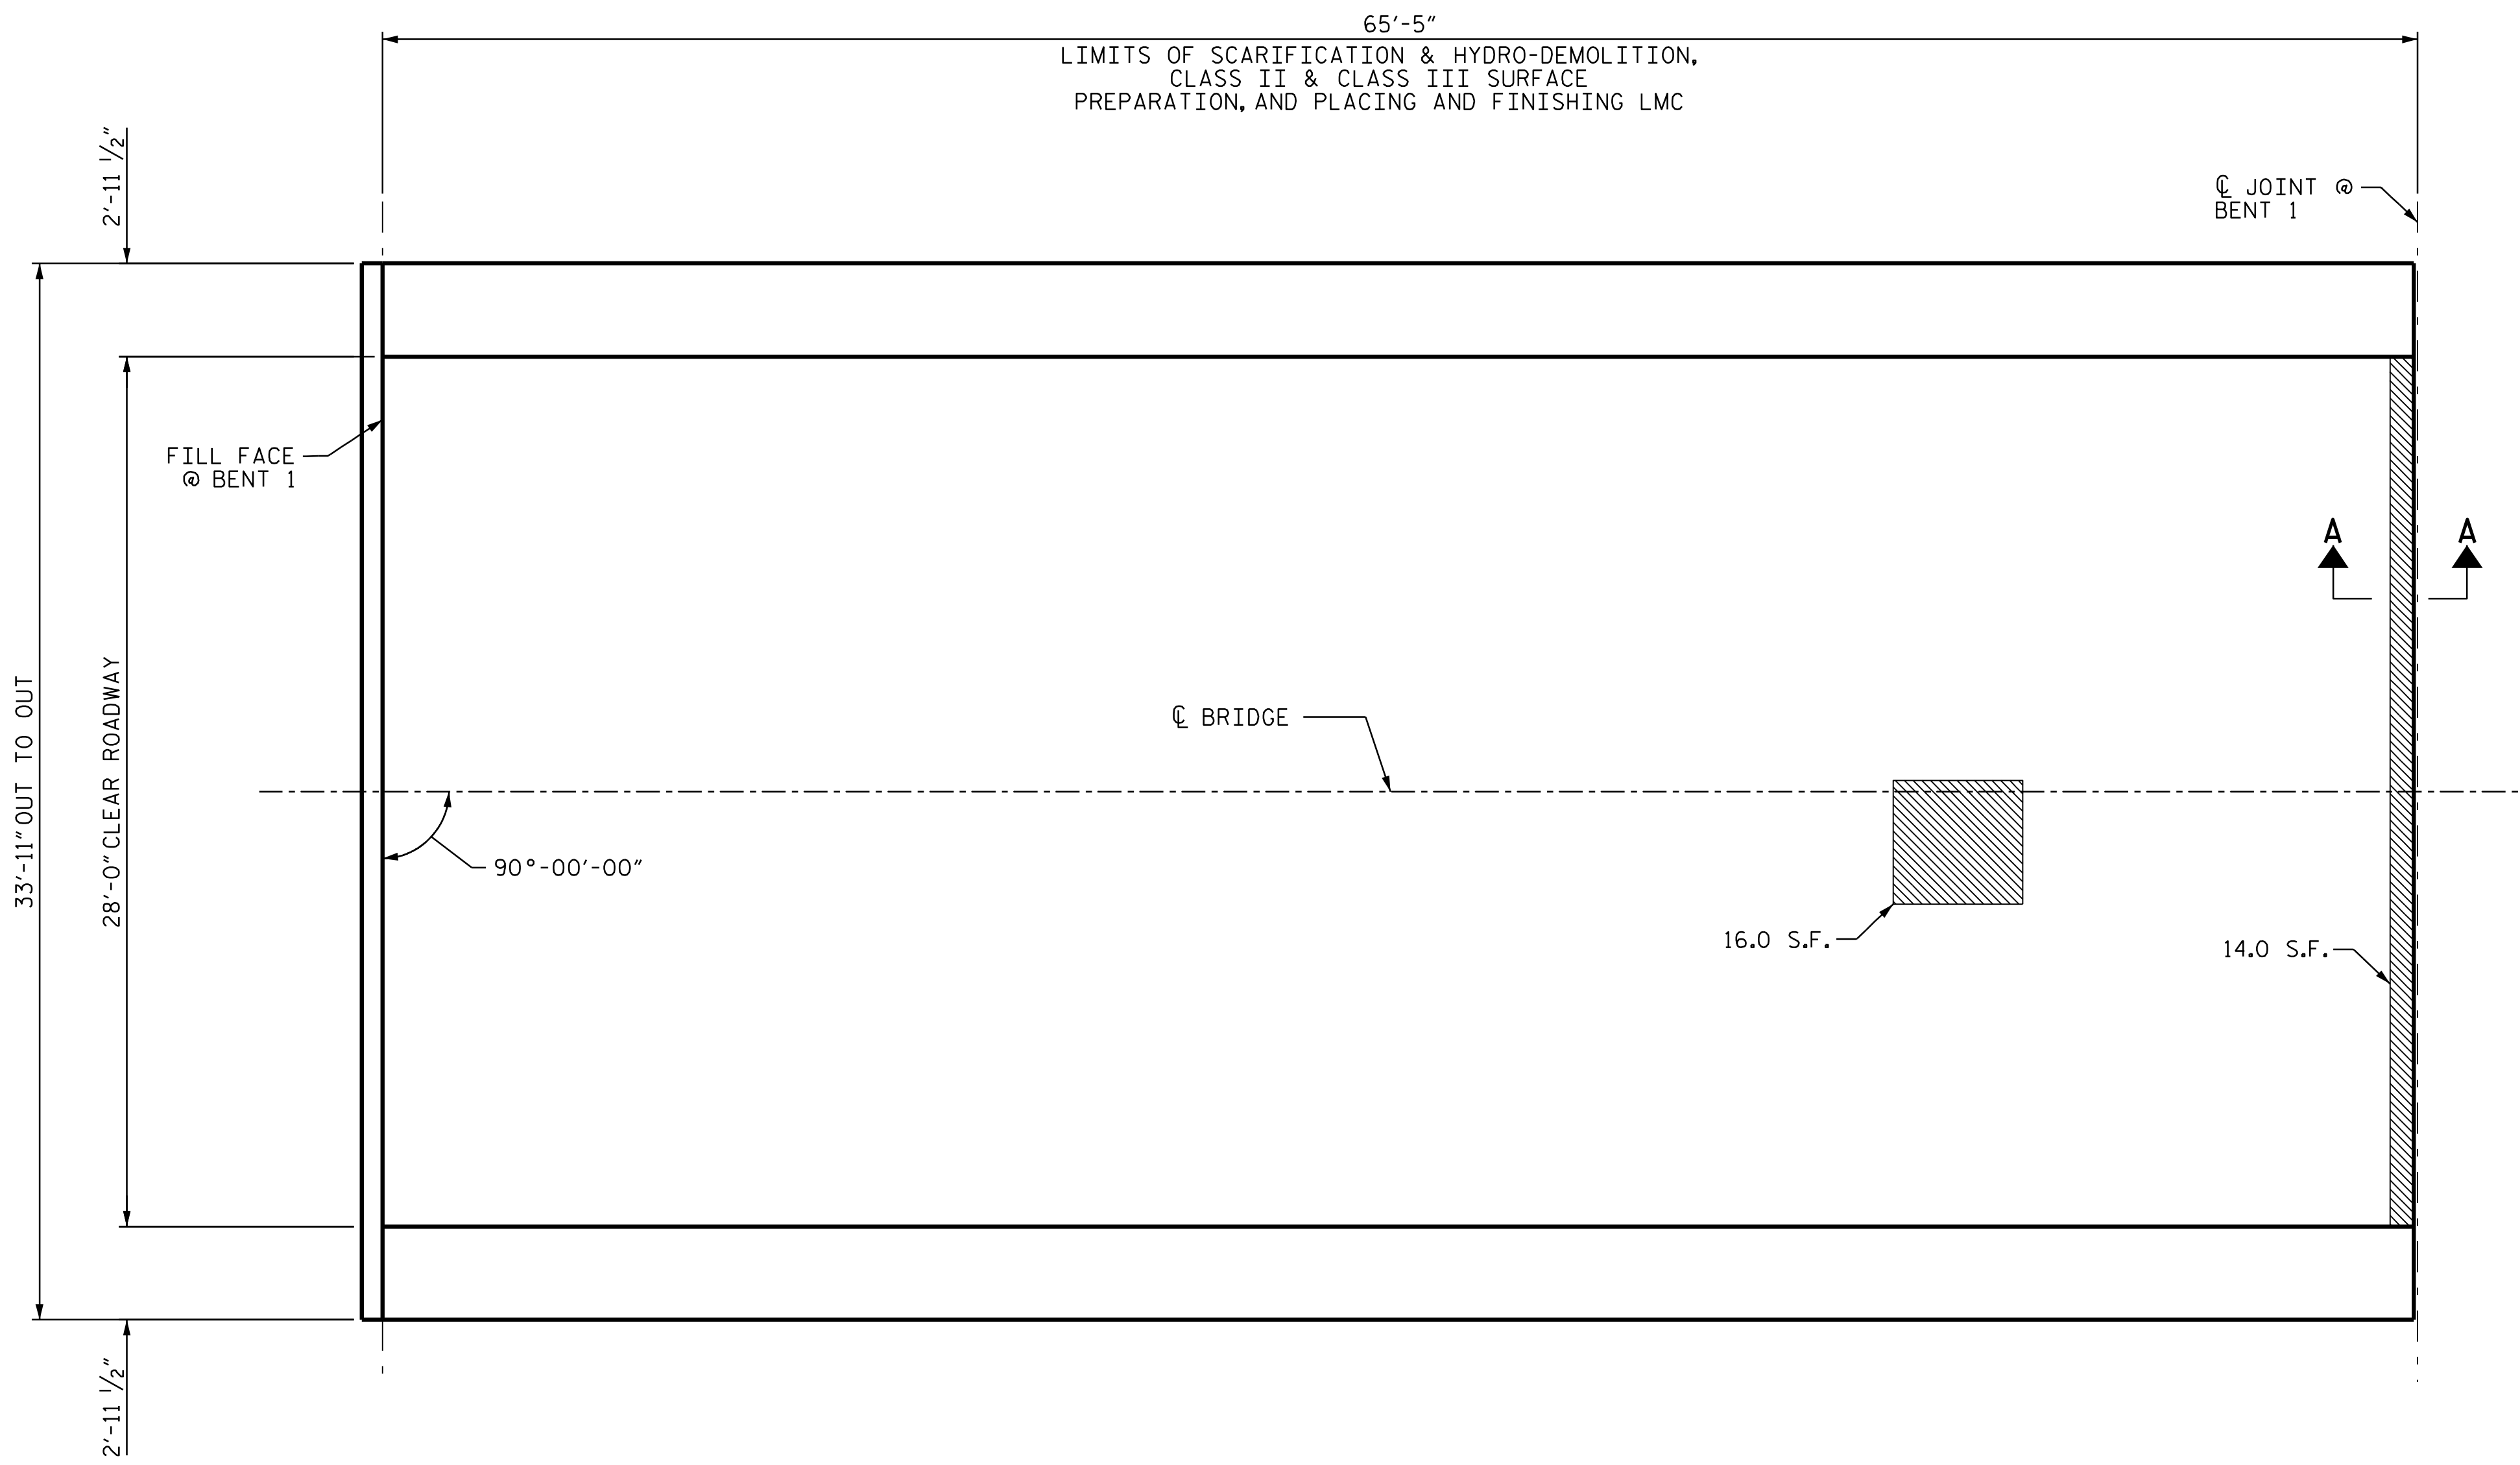 65'-5"
LIMITS OF SCARIFICATION & HYDRO-DEMOLITION,
CLASS II & CLASS III SURFACE
PREPARATION, AND PLACING AND FINISHING LMC
2'-11 1/2"
℄ JOINT @
BENT 1
FILL FACE
@ BENT 1
A
A
33'-11" OUT TO OUT
28'-0" CLEAR ROADWAY
℄ BRIDGE
90°-00'-00"
16.0 S.F.
14.0 S.F.
2'-11 1/2"